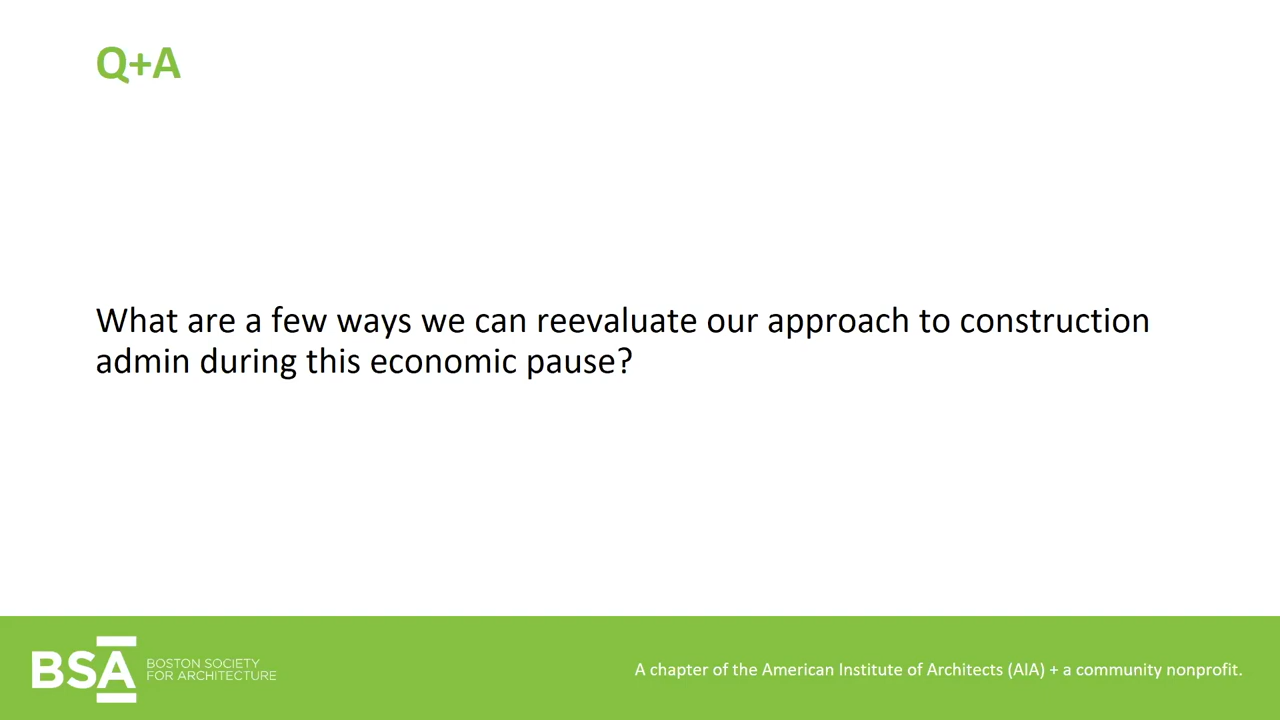 Q+A
What are a few ways we can reevaluate our approach to construction
admin during this economic pause?
BSA
BOSTON SOCIETY
FOR ARCHITECTURE
A chapter of the American Institute of Architects (AIA) + a community nonprofit.